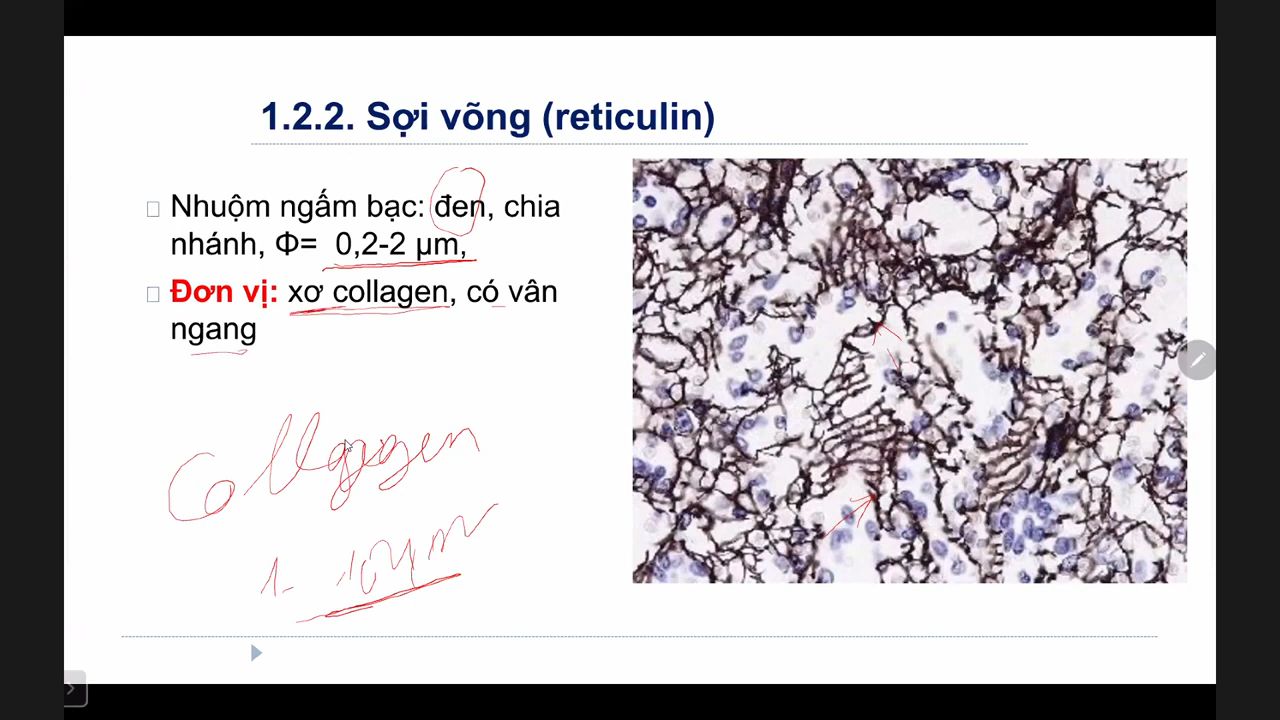 1.2.2. Sợi võng (reticulin)
Nhuộm ngấm bạc: đen, chia
nhánh, Φ= 0,2-2 μm,
Đơn vị: xơ collagen, có vân
ngang
Collagen
1- 10μm